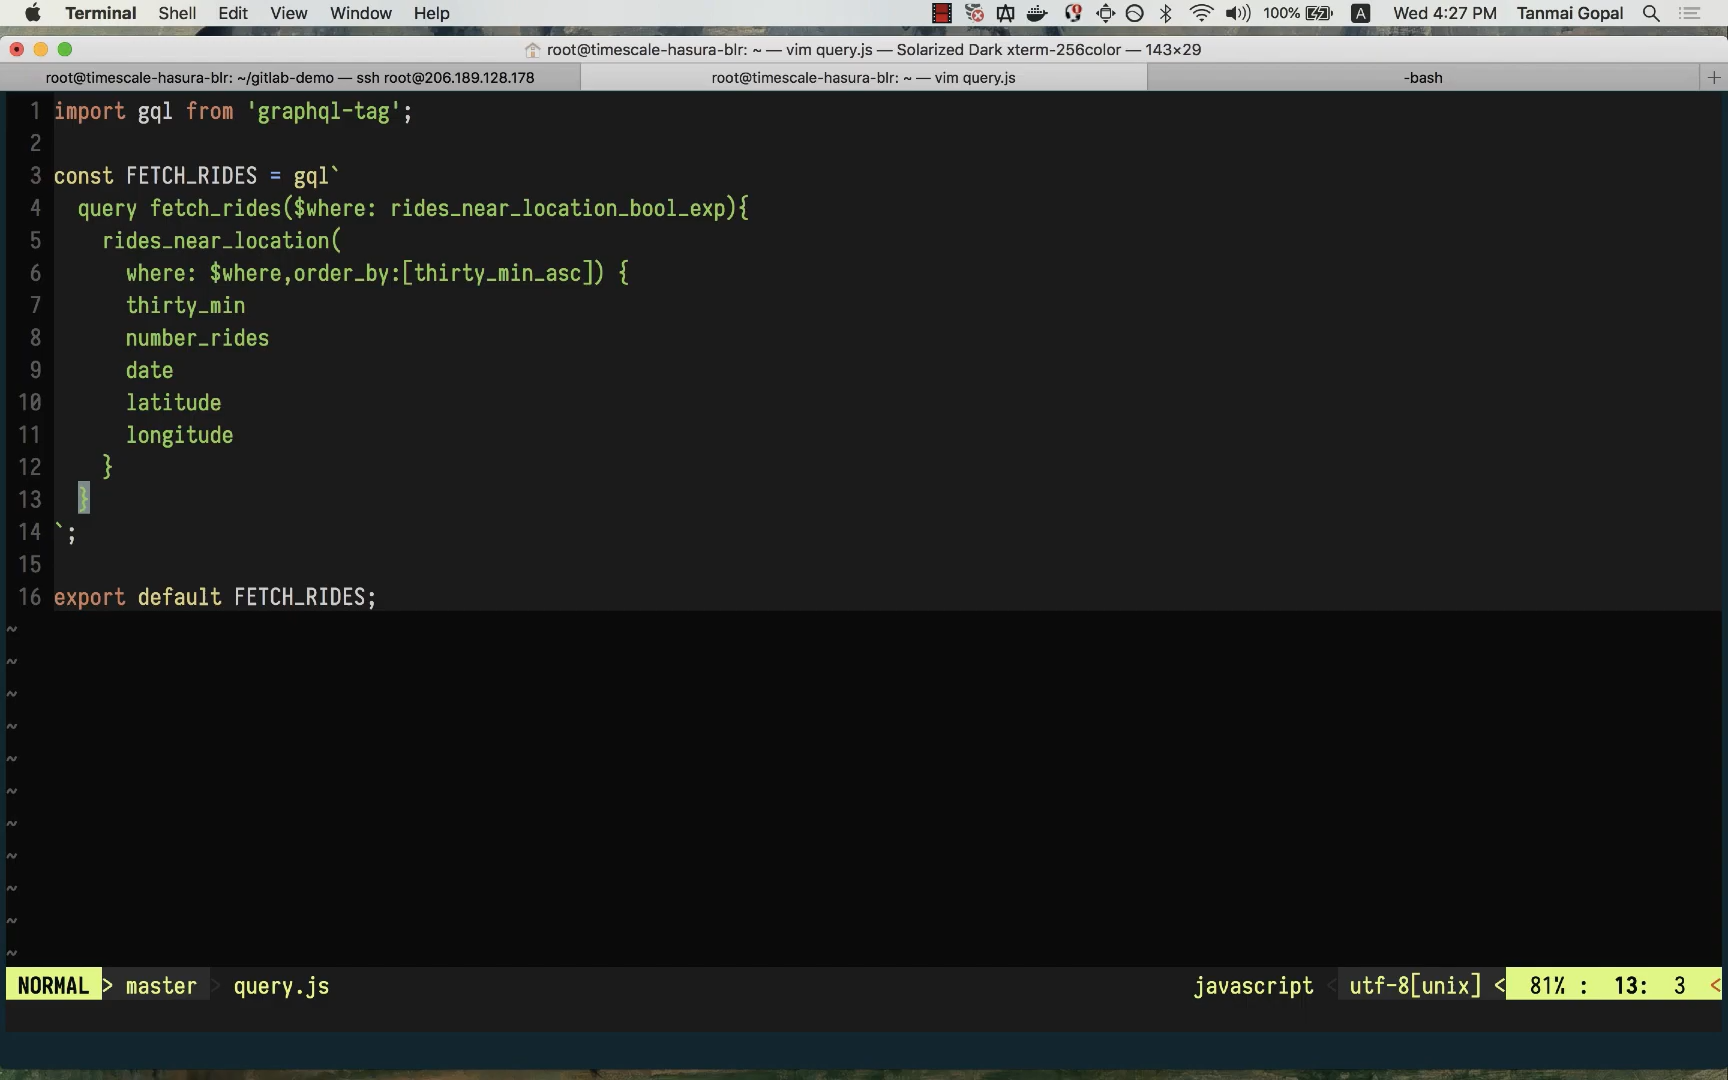 Terminal Shell Edit View Window Help 100% A Wed 4:27 PM Tanmai Gopal
root@timescale-hasura-blr: ~ — vim query.js — Solarized Dark xterm-256color — 143×29
root@timescale-hasura-blr: ~/gitlab-demo — ssh root@206.189.128.178 root@timescale-hasura-blr: ~ — vim query.js -bash +
1 import gql from 'graphql-tag';
2
3 const FETCH_RIDES = gql`
4   query fetch_rides($where: rides_near_location_bool_exp){
5     rides_near_location(
6       where: $where,order_by:[thirty_min_asc]) {
7       thirty_min
8       number_rides
9       date
10       latitude
11       longitude
12     }
13   }
14 `;
15
16 export default FETCH_RIDES;
~
~
~
~
~
~
~
~
~
~
~
NORMAL > master > query.js javascript < utf-8[unix] < 81% : 13: 3 <